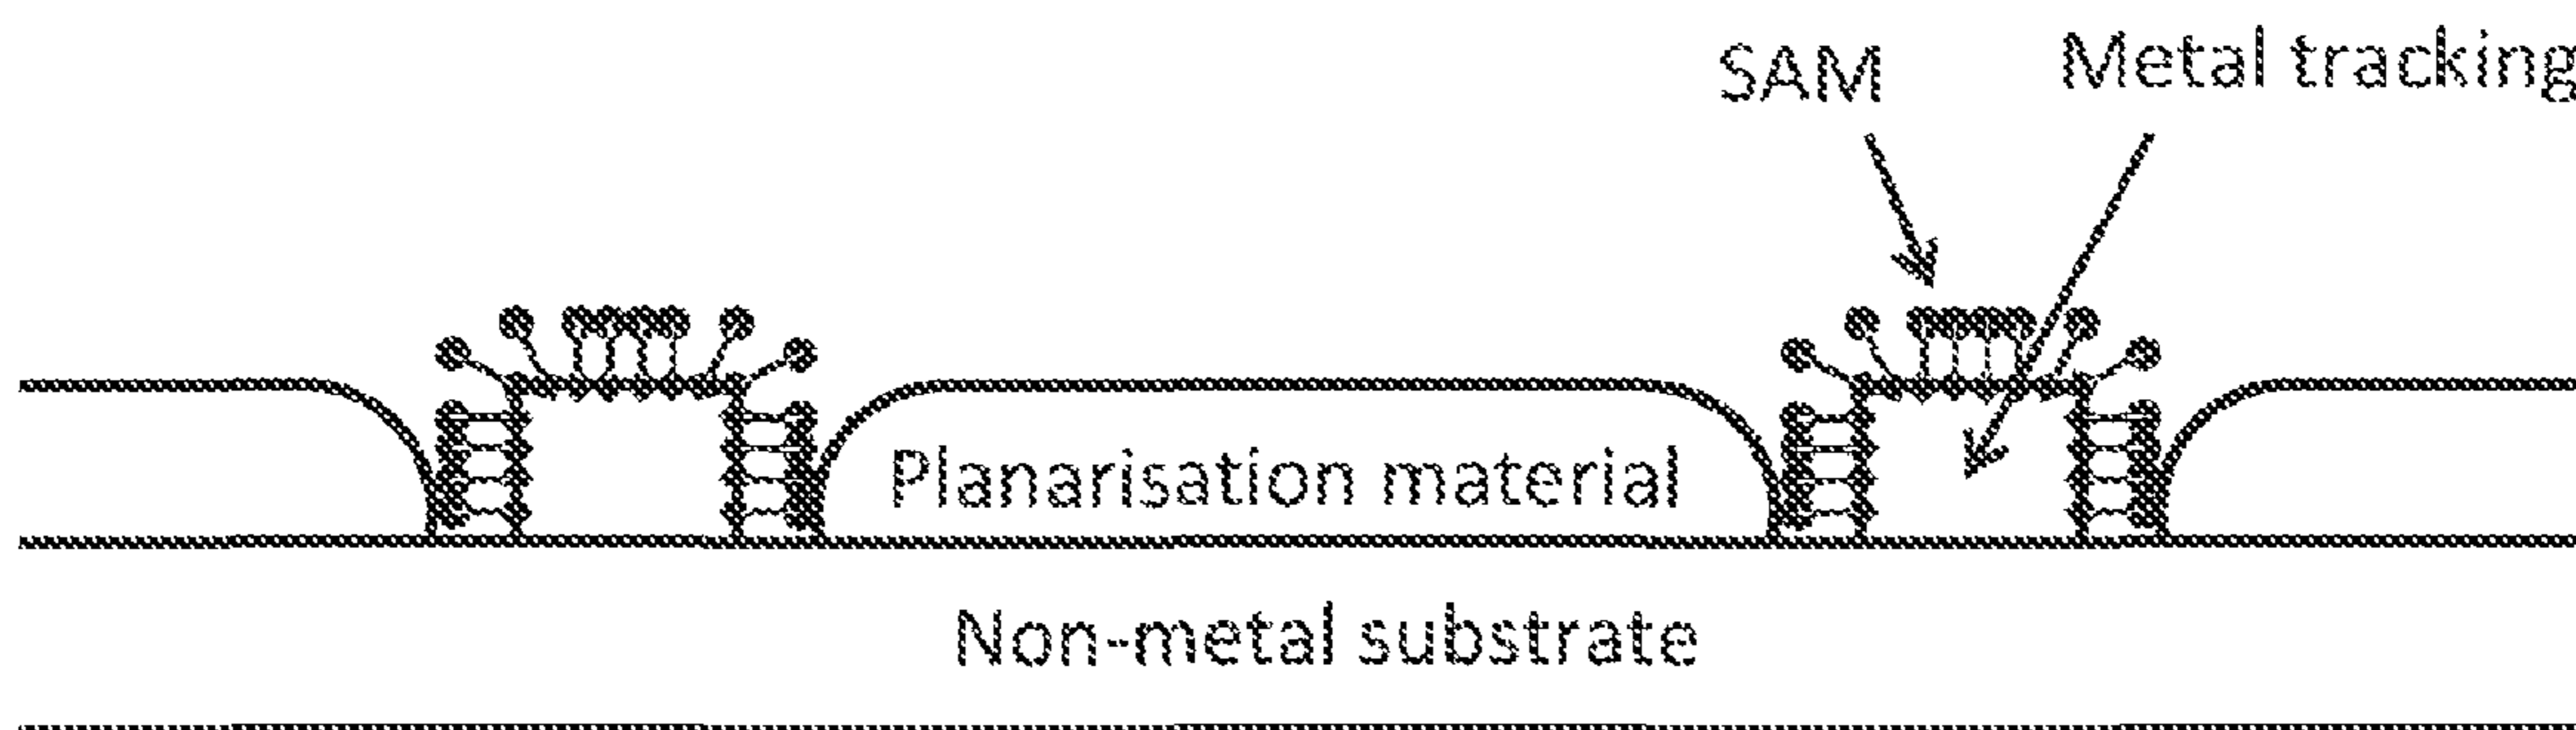 SAM
Metal tracking
Planarisation material
Non-metal substrate